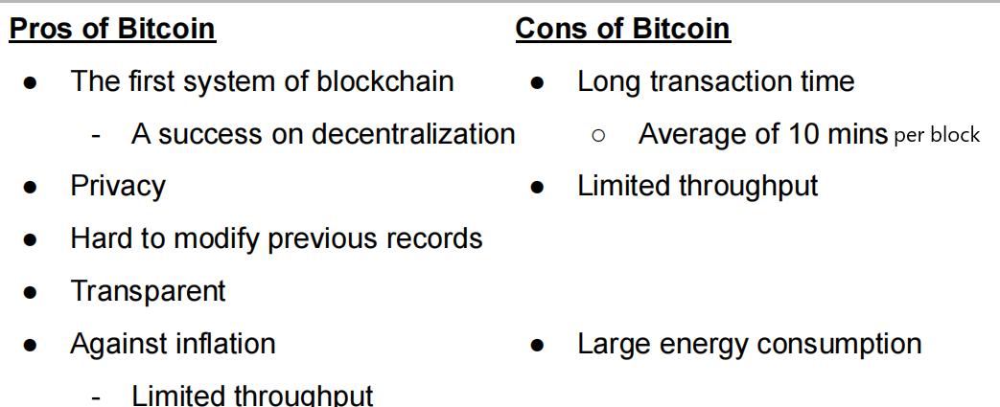 Pros of Bitcoin
● The first system of blockchain
- A success on decentralization
● Privacy
● Hard to modify previous records
● Transparent
● Against inflation
- Limited throughput
Cons of Bitcoin
● Long transaction time
○ Average of 10 mins per block
● Limited throughput
● Large energy consumption